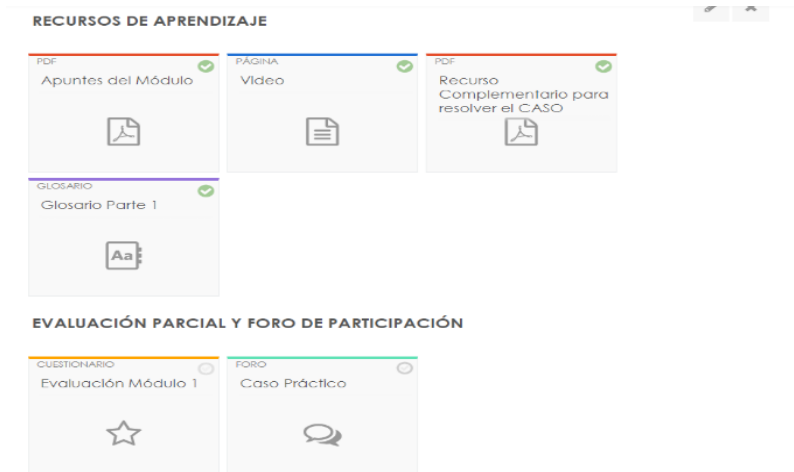 RECURSOS DE APRENDIZAJE
PDF
Apuntes del Módulo
PÁGINA
Video
PDF
Recurso
Complementario para
resolver el CASO
GLOSARIO
Glosario Parte 1
Aa
EVALUACIÓN PARCIAL Y FORO DE PARTICIPACIÓN
CUESTIONARIO
Evaluación Módulo 1
FORO
Caso Práctico